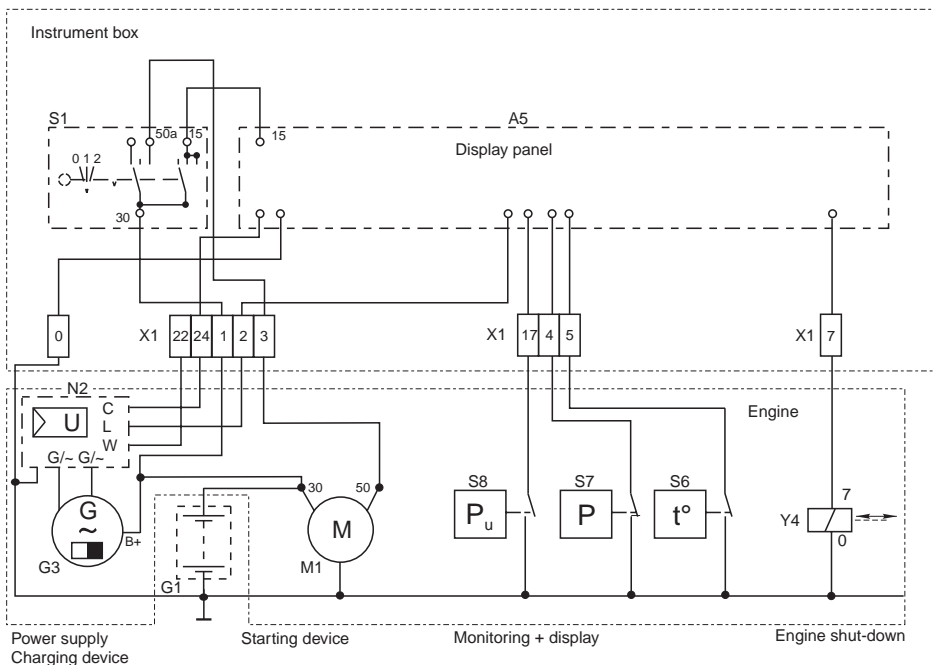 Instrument box
S1
50a
15
0 1 2
30
15
A5
Display panel
0
X1
22
24
1
2
3
X1
17
4
5
X1
7
N2
U
C
L
W
G/~ G/~
Engine
G
~
B+
G3
G1
30
50
M
M1
S8
Pu
S7
P
S6
t°
7
Y4
0
Power supply
Charging device
Starting device
Monitoring + display
Engine shut-down